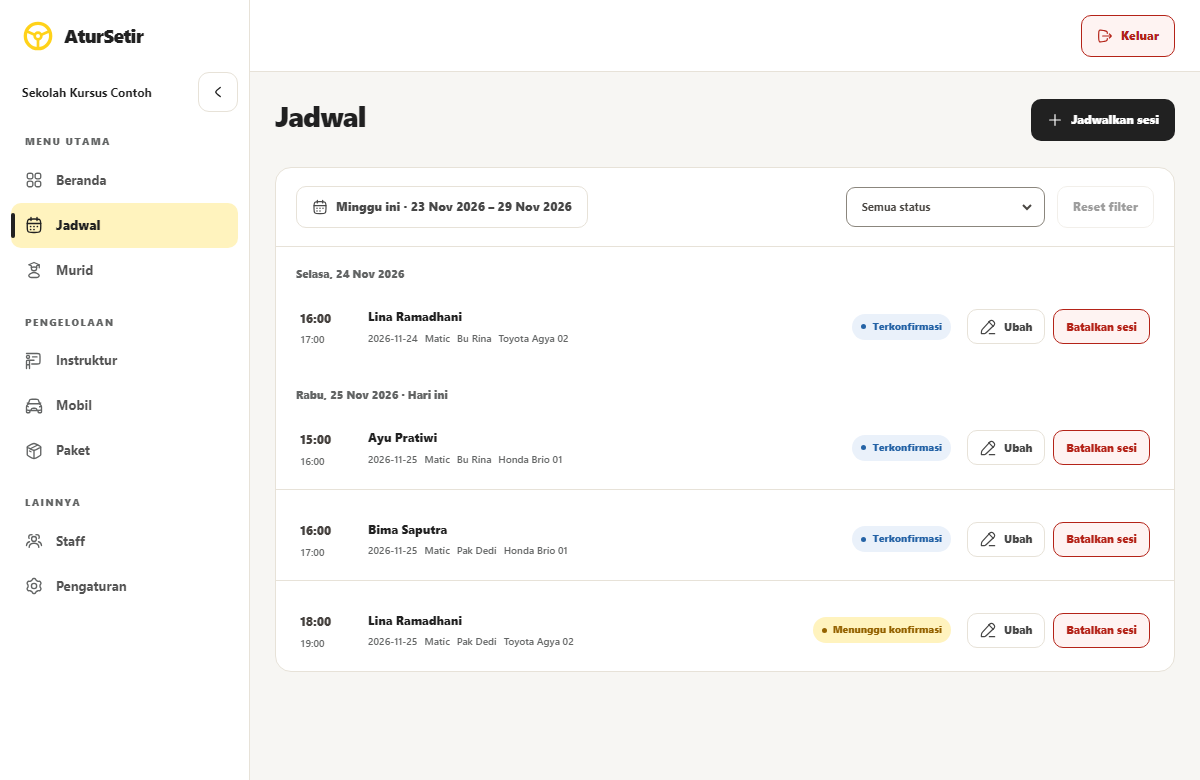 AturSetir
Keluar
Sekolah Kursus Contoh
MENU UTAMA
Beranda
Jadwal
Murid
PENGELOLAAN
Instruktur
Mobil
Paket
LAINNYA
Staff
Pengaturan
Jadwal
Jadwalkan sesi
Minggu ini · 23 Nov 2026 – 29 Nov 2026
Semua status
Reset filter
Selasa, 24 Nov 2026
16:00
17:00
Lina Ramadhani
2026-11-24 Matic Bu Rina Toyota Agya 02
Terkonfirmasi
Ubah
Batalkan sesi
Rabu, 25 Nov 2026 · Hari ini
15:00
16:00
Ayu Pratiwi
2026-11-25 Matic Bu Rina Honda Brio 01
Terkonfirmasi
Ubah
Batalkan sesi
16:00
17:00
Bima Saputra
2026-11-25 Matic Pak Dedi Honda Brio 01
Terkonfirmasi
Ubah
Batalkan sesi
18:00
19:00
Lina Ramadhani
2026-11-25 Matic Pak Dedi Toyota Agya 02
Menunggu konfirmasi
Ubah
Batalkan sesi